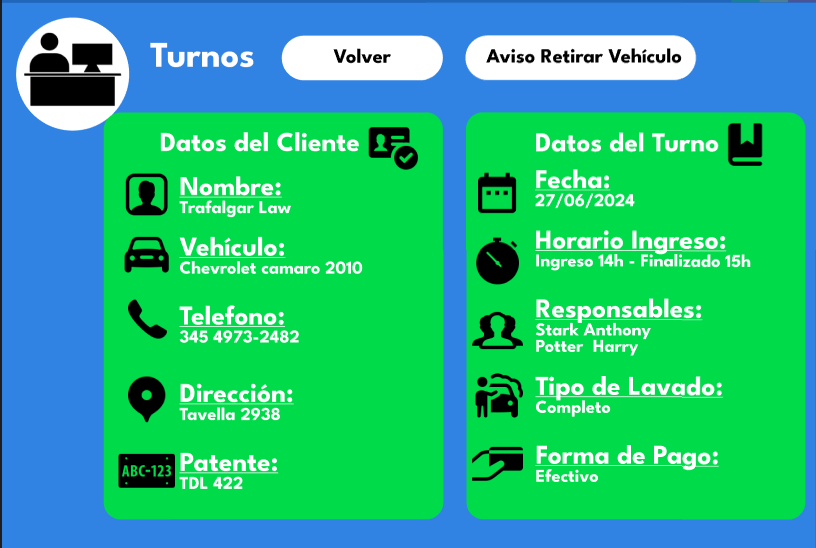 Turnos
Volver
Aviso Retirar Vehículo
Datos del Cliente
Nombre:
Trafalgar Law
Vehículo:
Chevrolet camaro 2010
Telefono:
345 4973-2482
Dirección:
Tavella 2938
ABC-123
Patente:
TDL 422
Datos del Turno
Fecha:
27/06/2024
Horario Ingreso:
Ingreso 14h - Finalizado 15h
Responsables:
Stark Anthony
Potter  Harry
Tipo de Lavado:
Completo
Forma de Pago:
Efectivo